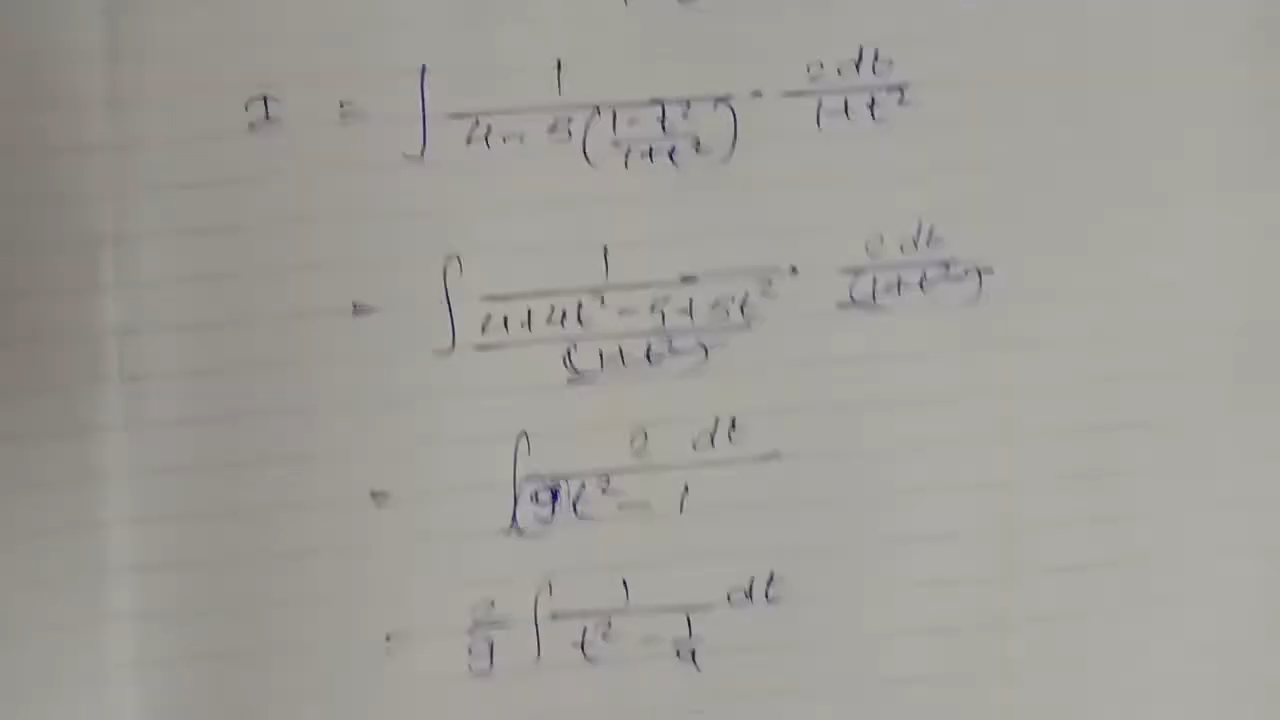 I = ∫ 1/(4 - 5((1-t²)/(1+t²))) · 2dt/(1+t²)
= ∫ 1/((4+4t²-5+5t²)/(1+t²)) · 2dt/(1+t²)
= ∫ 2 dt/(9t² - 1)
= 2/9 ∫ 1/(t² - 1/9) dt